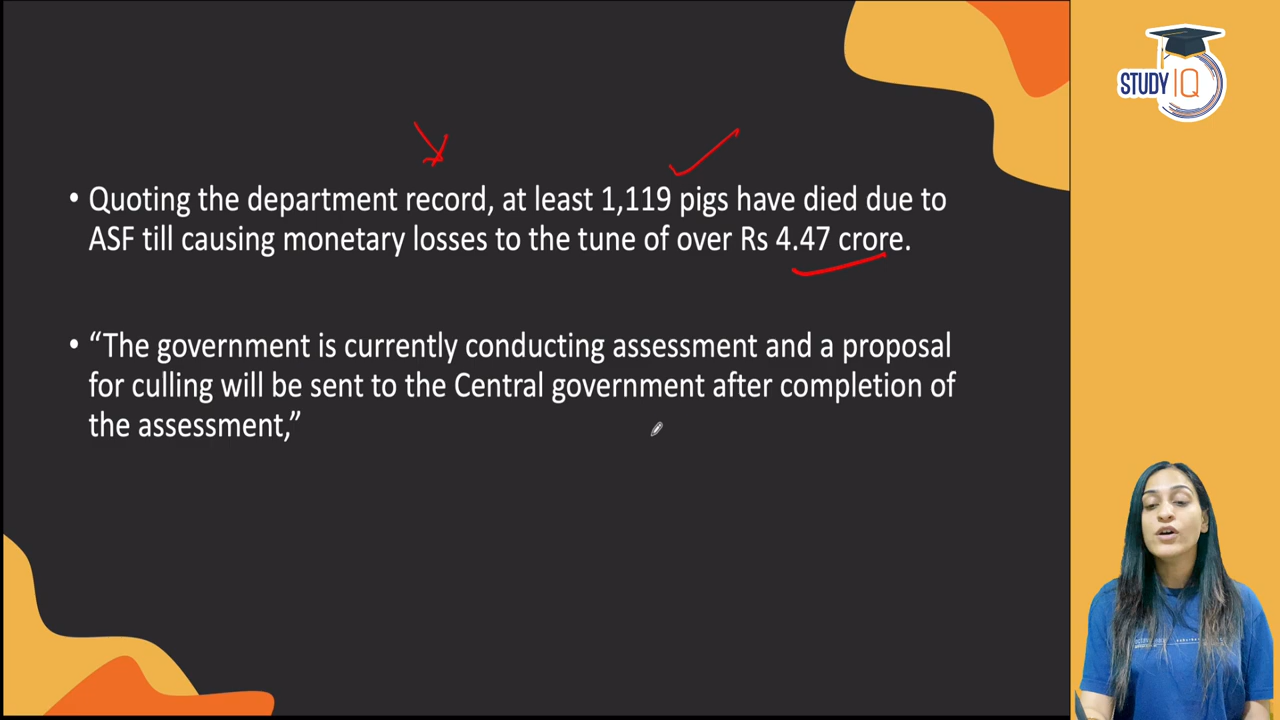 STUDY IQ
• Quoting the department record, at least 1,119 pigs have died due to
ASF till causing monetary losses to the tune of over Rs 4.47 crore.
• “The government is currently conducting assessment and a proposal
for culling will be sent to the Central government after completion of
the assessment,”